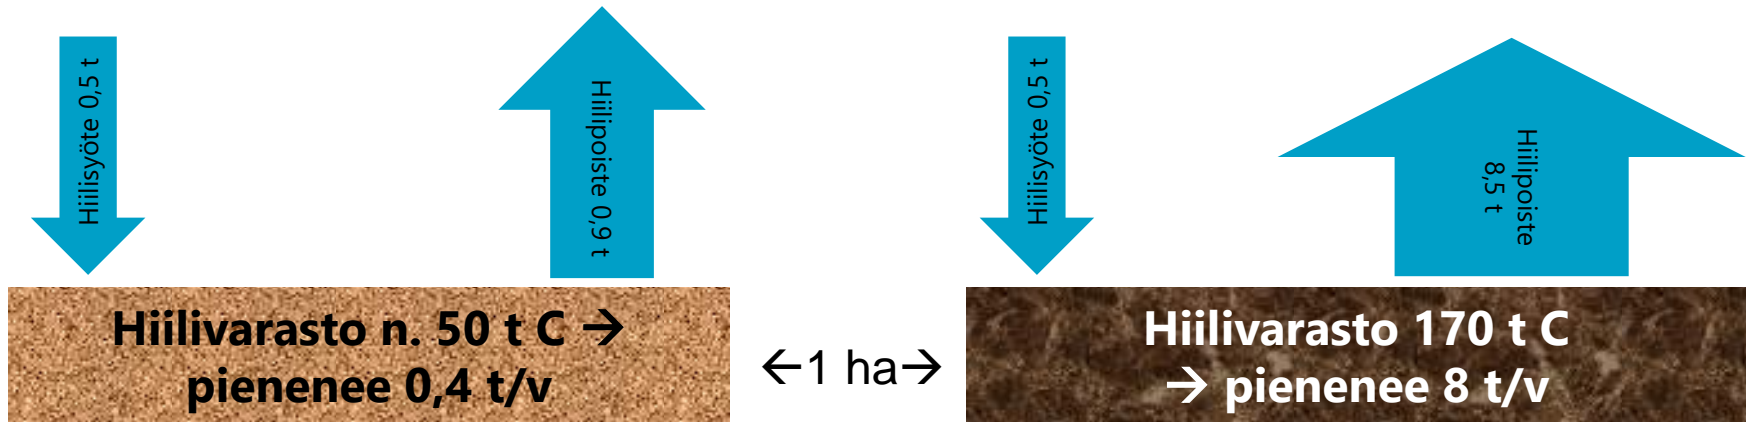 Hiilisyöte 0,5 t
Hiilipoiste 0,9 t
Hiilisyöte 0,5 t
Hiilipoiste
8,5 t
Hiilivarasto n. 50 t C →
pienenee 0,4 t/v
←1 ha→
Hiilivarasto 170 t C
→ pienenee 8 t/v